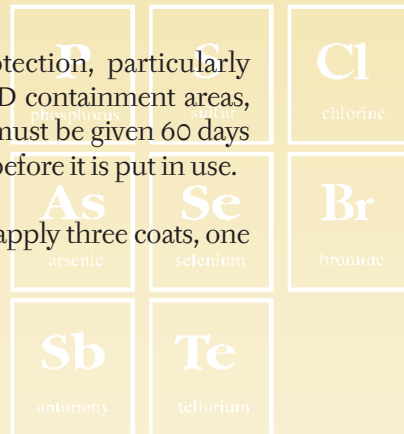 P S Cl
phosphorus sulfur chlorine
otection, particularly
D containment areas,
must be given 60 days
before it is put in use.
As Se Br
arsenic selenium bromine
apply three coats, one
Sb Te
antimony tellurium